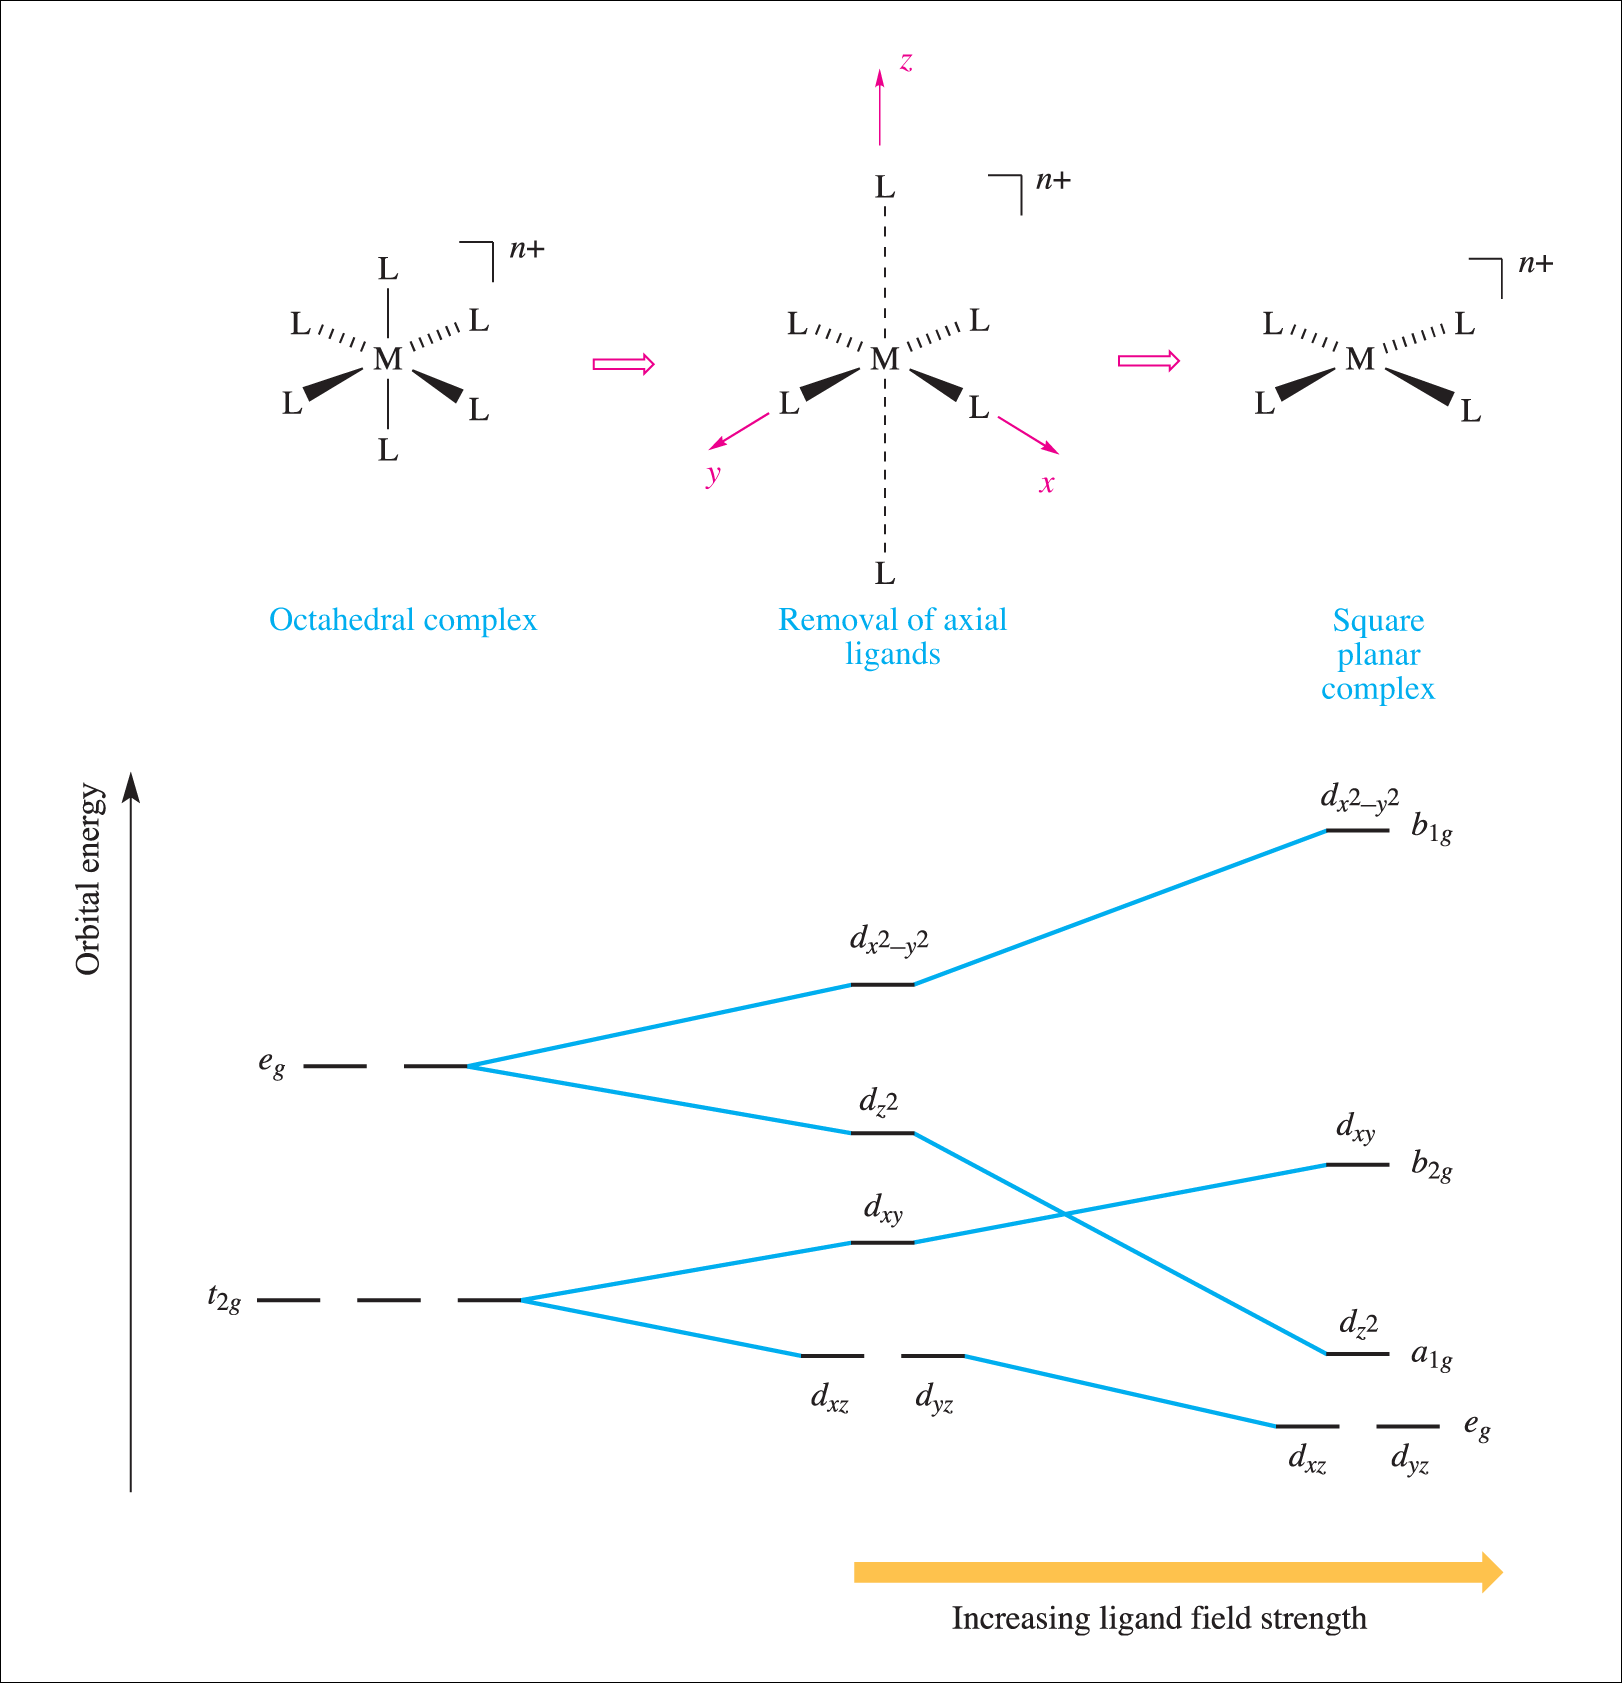 z
L
n+
L
n+
n+
L L
M
L L
L
L L
M
L L
y x
L
L L
M
L L
Octahedral complex
Removal of axial
ligands
Square
planar
complex
Orbital energy
dx2–y2
b1g
dx2–y2
eg
dz2
dxy
b2g
dxy
t2g
dz2
a1g
dxz dyz
eg
dxz dyz
Increasing ligand field strength